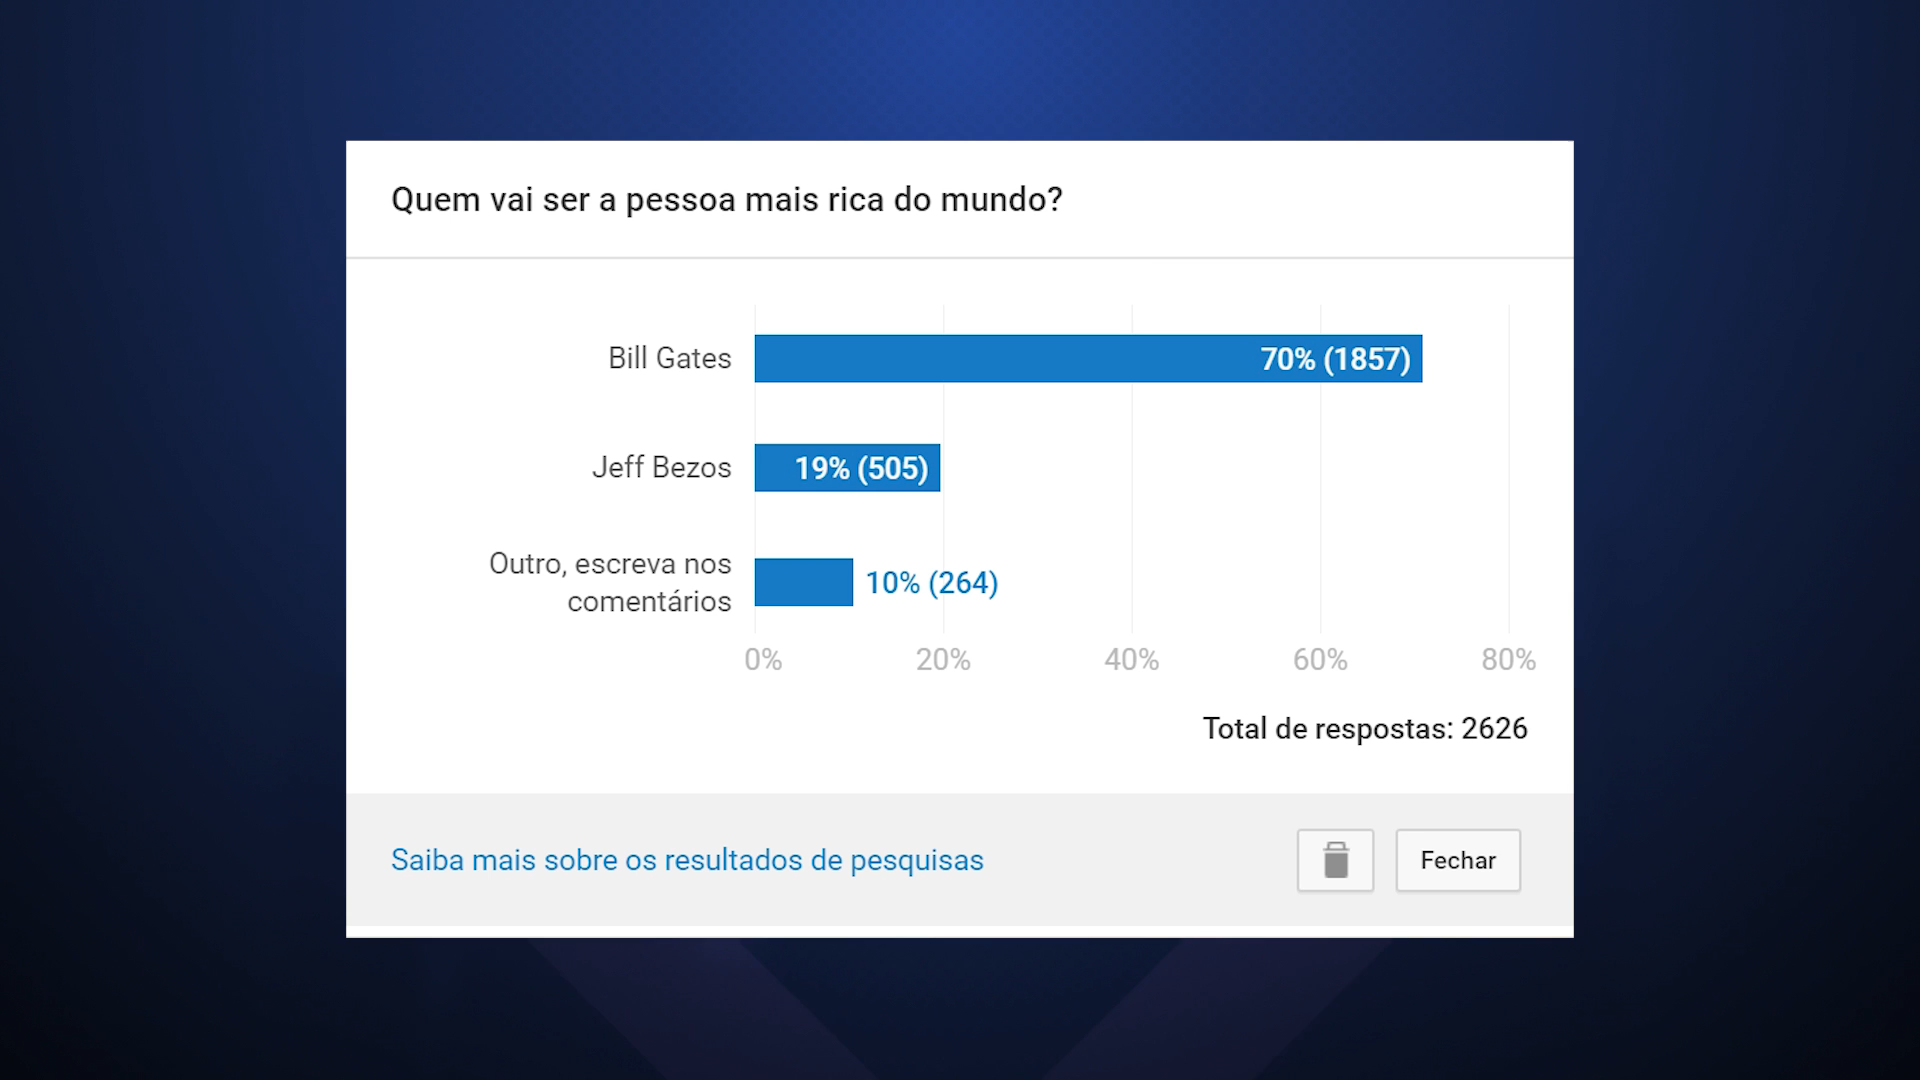 Quem vai ser a pessoa mais rica do mundo?
Bill Gates
70% (1857)
Jeff Bezos
19% (505)
Outro, escreva nos
comentários
10% (264)
0% 20% 40% 60% 80%
Total de respostas: 2626
Saiba mais sobre os resultados de pesquisas
Fechar